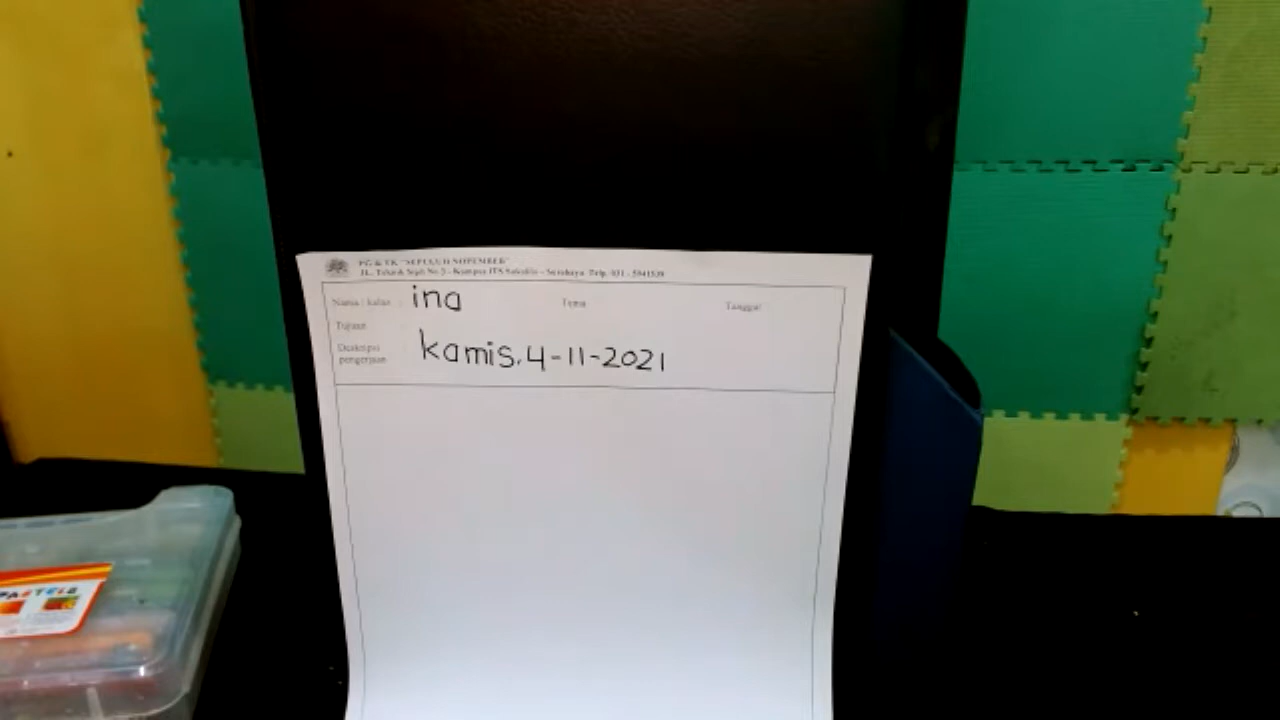 PG & TK "SEPULUH NOPEMBER"
JL. Teknik Sipil No 3 - Kampus ITS Sukolilo - Surabaya Telp. 031 - 5941539
Nama / kelas : ina Tema Tanggal
Tujuan
Deskripsi pengerjaan
kamis, 4-11-2021
PASTELS